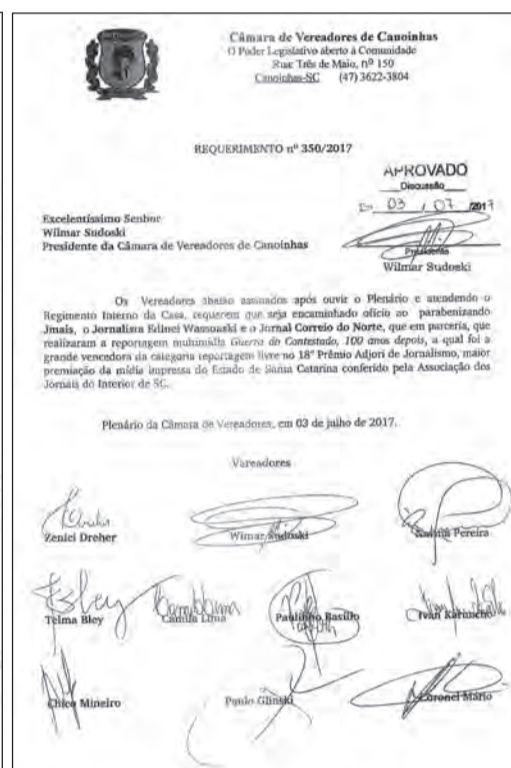 Câmara de Vereadores de Canoinhas
O Poder Legislativo aberto à Comunidade
Rua: Três de Maio, nº 150
Canoinhas-SC (47) 3622-3804
REQUERIMENTO nº 350/2017
APROVADO
Discussão
Em 03 / 07 /2017
Presidente
Wilmar Sudoski
Excelentíssimo Senhor
Wilmar Sudoski
Presidente da Câmara de Vereadores de Canoinhas
Os Vereadores abaixo assinados após ouvir o Plenário e atendendo o
Regimento Interno da Casa, requerem que seja encaminhado ofício ao parabenizando
Jmais, o Jornalista Edinei Wassoaski e o Jornal Correio do Norte, que em parceria, que
realizaram a reportagem multimídia Guerra do Contestado, 100 anos depois, a qual foi a
grande vencedora da categoria reportagem livre no 18º Prêmio Adjori de Jornalismo, maior
premiação da mídia impressa do Estado de Santa Catarina conferido pela Associação dos
Jornais do Interior de SC.
Plenário da Câmara de Vereadores, em 03 de julho de 2017.
Vereadores
Zenici Dreher
Wilmar Sudoski
Pereira
Telma Bley
Camila Lima
Paulinho Basilio
Ivan Karuncho
Chico Mineiro
Paulo Glinski
Coronel Mario